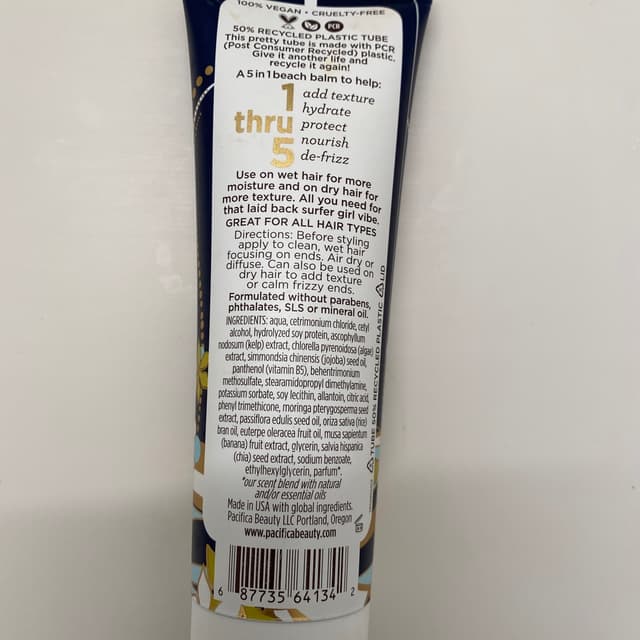 100% VEGAN • CRUELTY-FREE
PCR
50% RECYCLED PLASTIC TUBE
This pretty tube is made with PCR
(Post Consumer Recycled) plastic.
Give it another life and
recycle it again!
A 5 in 1 beach balm to help:
1 thru 5
add texture
hydrate
protect
nourish
de-frizz
Use on wet hair for more
moisture and on dry hair for
more texture. All you need for
that laid back surfer girl vibe.
GREAT FOR ALL HAIR TYPES
Directions: Before styling
apply to clean, wet hair
focusing on ends. Air dry or
diffuse. Can also be used on
dry hair to add texture
or calm frizzy ends.
Formulated without parabens,
phthalates, SLS or mineral oil.
INGREDIENTS: aqua, cetrimonium chloride, cetyl
alcohol, hydrolyzed soy protein, ascophyllum
nodosum (kelp) extract, chlorella pyrenoidosa (algae)
extract, simmondsia chinensis (jojoba) seed oil,
panthenol (vitamin B5), behentrimonium
methosulfate, stearamidopropyl dimethylamine,
potassium sorbate, soy lecithin, allantoin, citric acid,
phenyl trimethicone, moringa pterygosperma seed
extract, passiflora edulis seed oil, oriza sativa (rice)
bran oil, euterpe oleracea fruit oil, musa sapientum
(banana) fruit extract, glycerin, salvia hispanica
(chia) seed extract, sodium benzoate,
ethylhexylglycerin, parfum*.
*our scent blend with natural
and/or essential oils
Made in USA with global ingredients.
Pacifica Beauty LLC Portland, Oregon
www.pacificabeauty.com
TUBE 50% RECYCLED PLASTIC LID
6 87735 64134 2